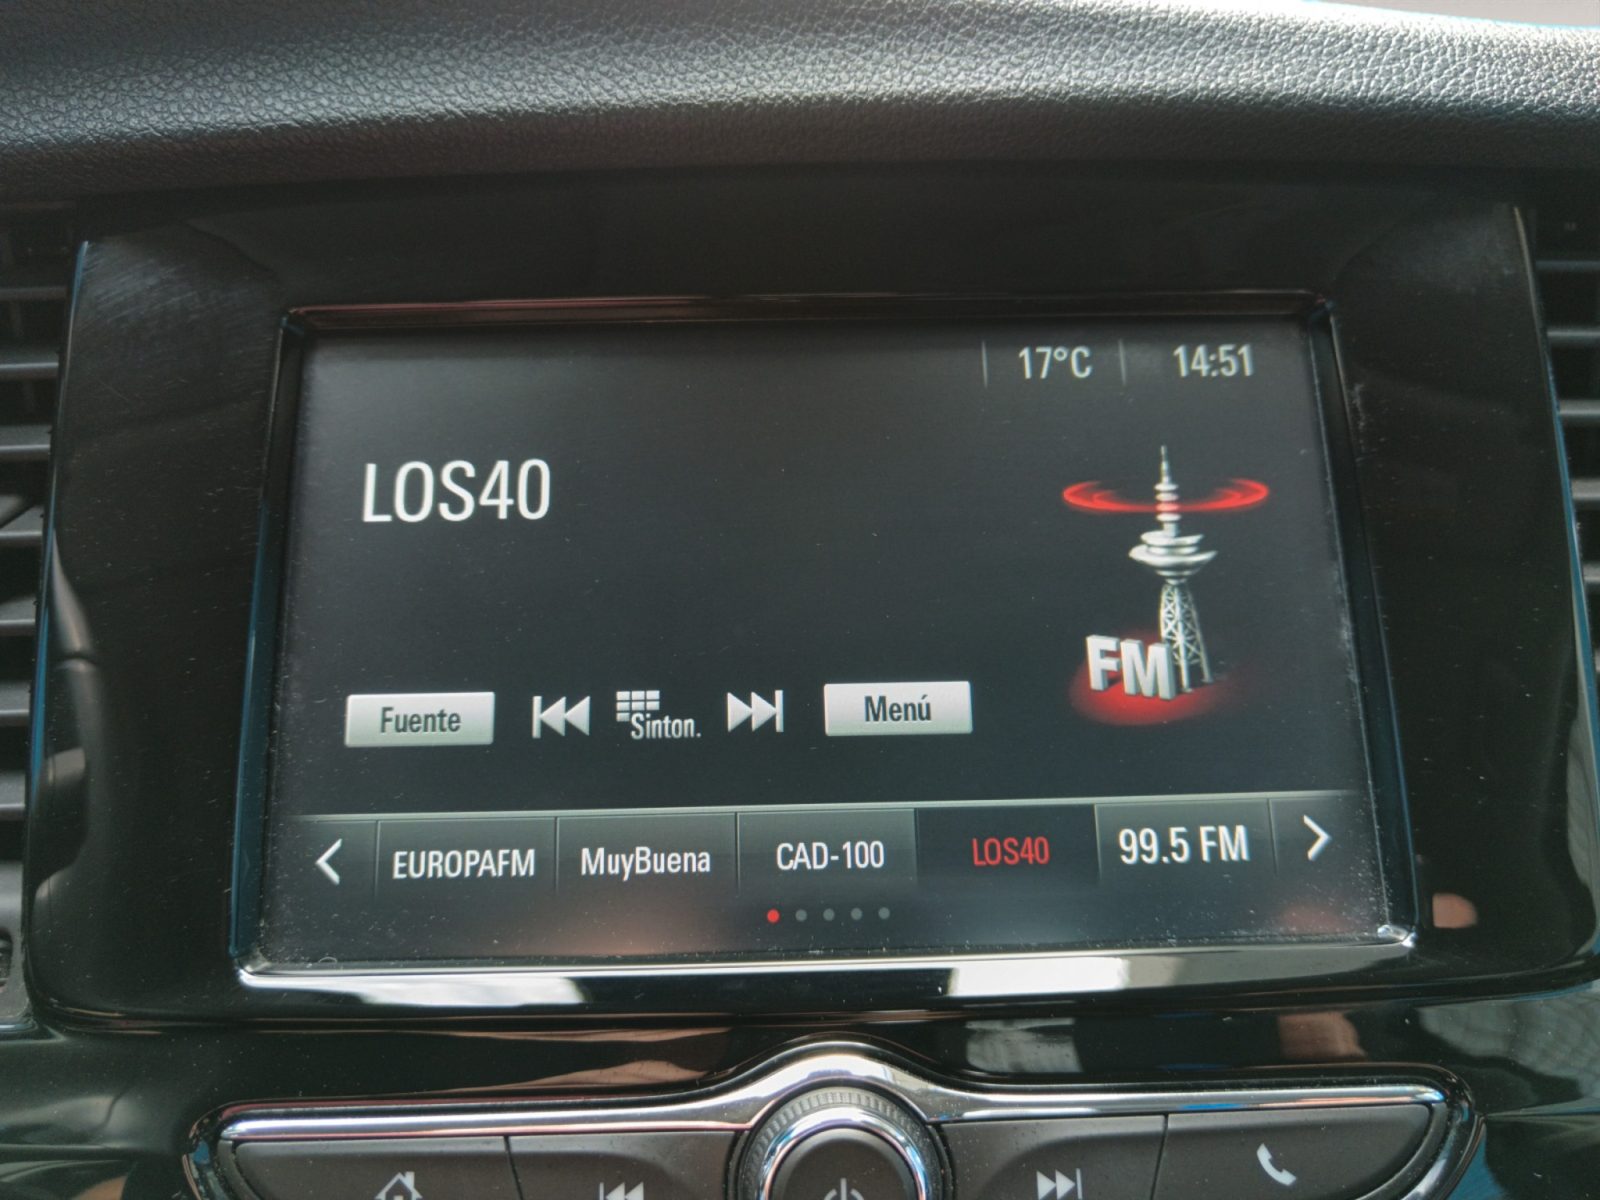 17°C 14:51
LOS40
FM
Fuente Sinton. Menú
EUROPAFM MuyBuena CAD-100 LOS40 99.5 FM